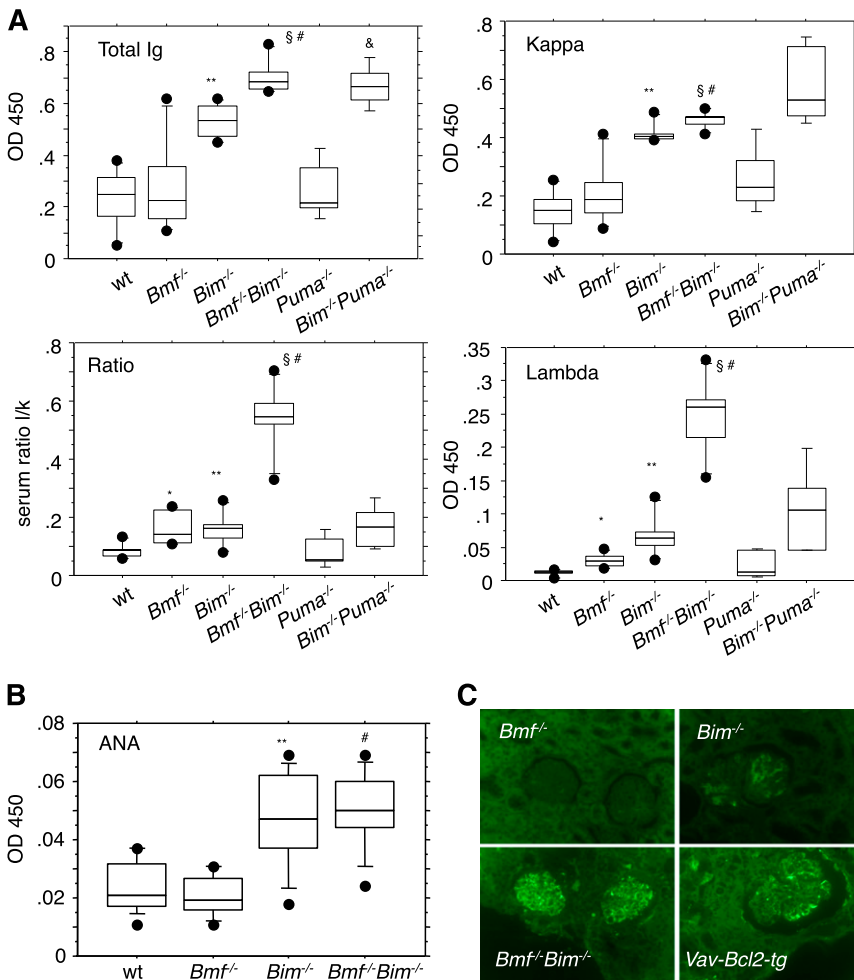 A
Total Ig
OD 450
.8
.6
.4
.2
0
**
§ #
&
wt
Bmf-/-
Bim-/-
Bmf-/-Bim-/-
Puma-/-
Bim-/-Puma-/-
Kappa
OD 450
.8
.6
.4
.2
0
**
§ #
wt
Bmf-/-
Bim-/-
Bmf-/-Bim-/-
Puma-/-
Bim-/-Puma-/-
Ratio
serum ratio l/k
.8
.6
.4
.2
0
*
**
§ #
wt
Bmf-/-
Bim-/-
Bmf-/-Bim-/-
Puma-/-
Bim-/-Puma-/-
Lambda
OD 450
.35
.3
.25
.2
.15
.1
0.05
0
*
**
§ #
wt
Bmf-/-
Bim-/-
Bmf-/-Bim-/-
Puma-/-
Bim-/-Puma-/-
B
ANA
OD 450
.08
.06
.04
.02
0
**
#
wt
Bmf-/-
Bim-/-
Bmf-/-Bim-/-
C
Bmf-/-
Bim-/-
Bmf-/-Bim-/-
Vav-Bcl2-tg